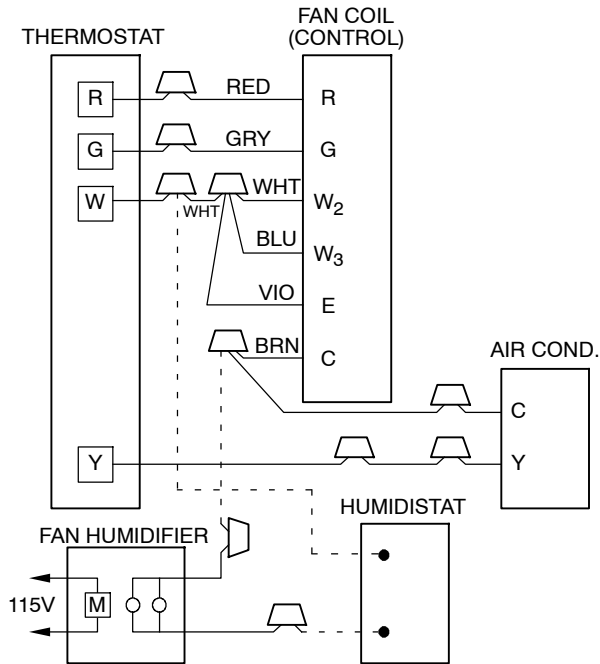 FAN COIL
(CONTROL)
THERMOSTAT
R
RED
R
G
GRY
G
W
WHT
WHT
W2
BLU
W3
VIO
E
BRN
C
AIR COND.
C
Y
Y
HUMIDISTAT
FAN HUMIDIFIER
115V
M